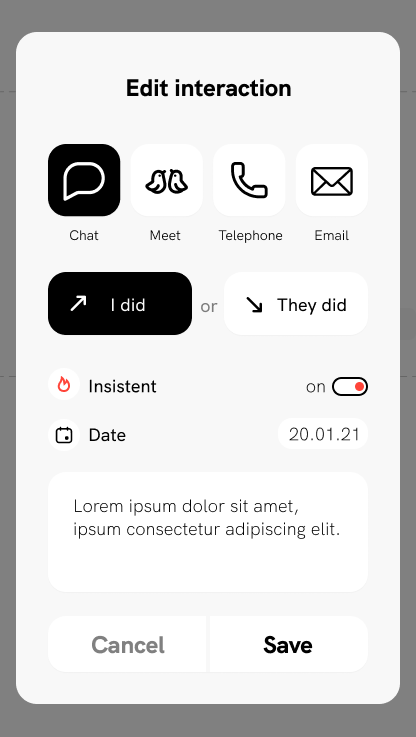 Edit interaction
Chat
Meet
Telephone
Email
I did
or
They did
Insistent
on
Date
20.01.21
Lorem ipsum dolor sit amet,
ipsum consectetur adipiscing elit.
Cancel
Save